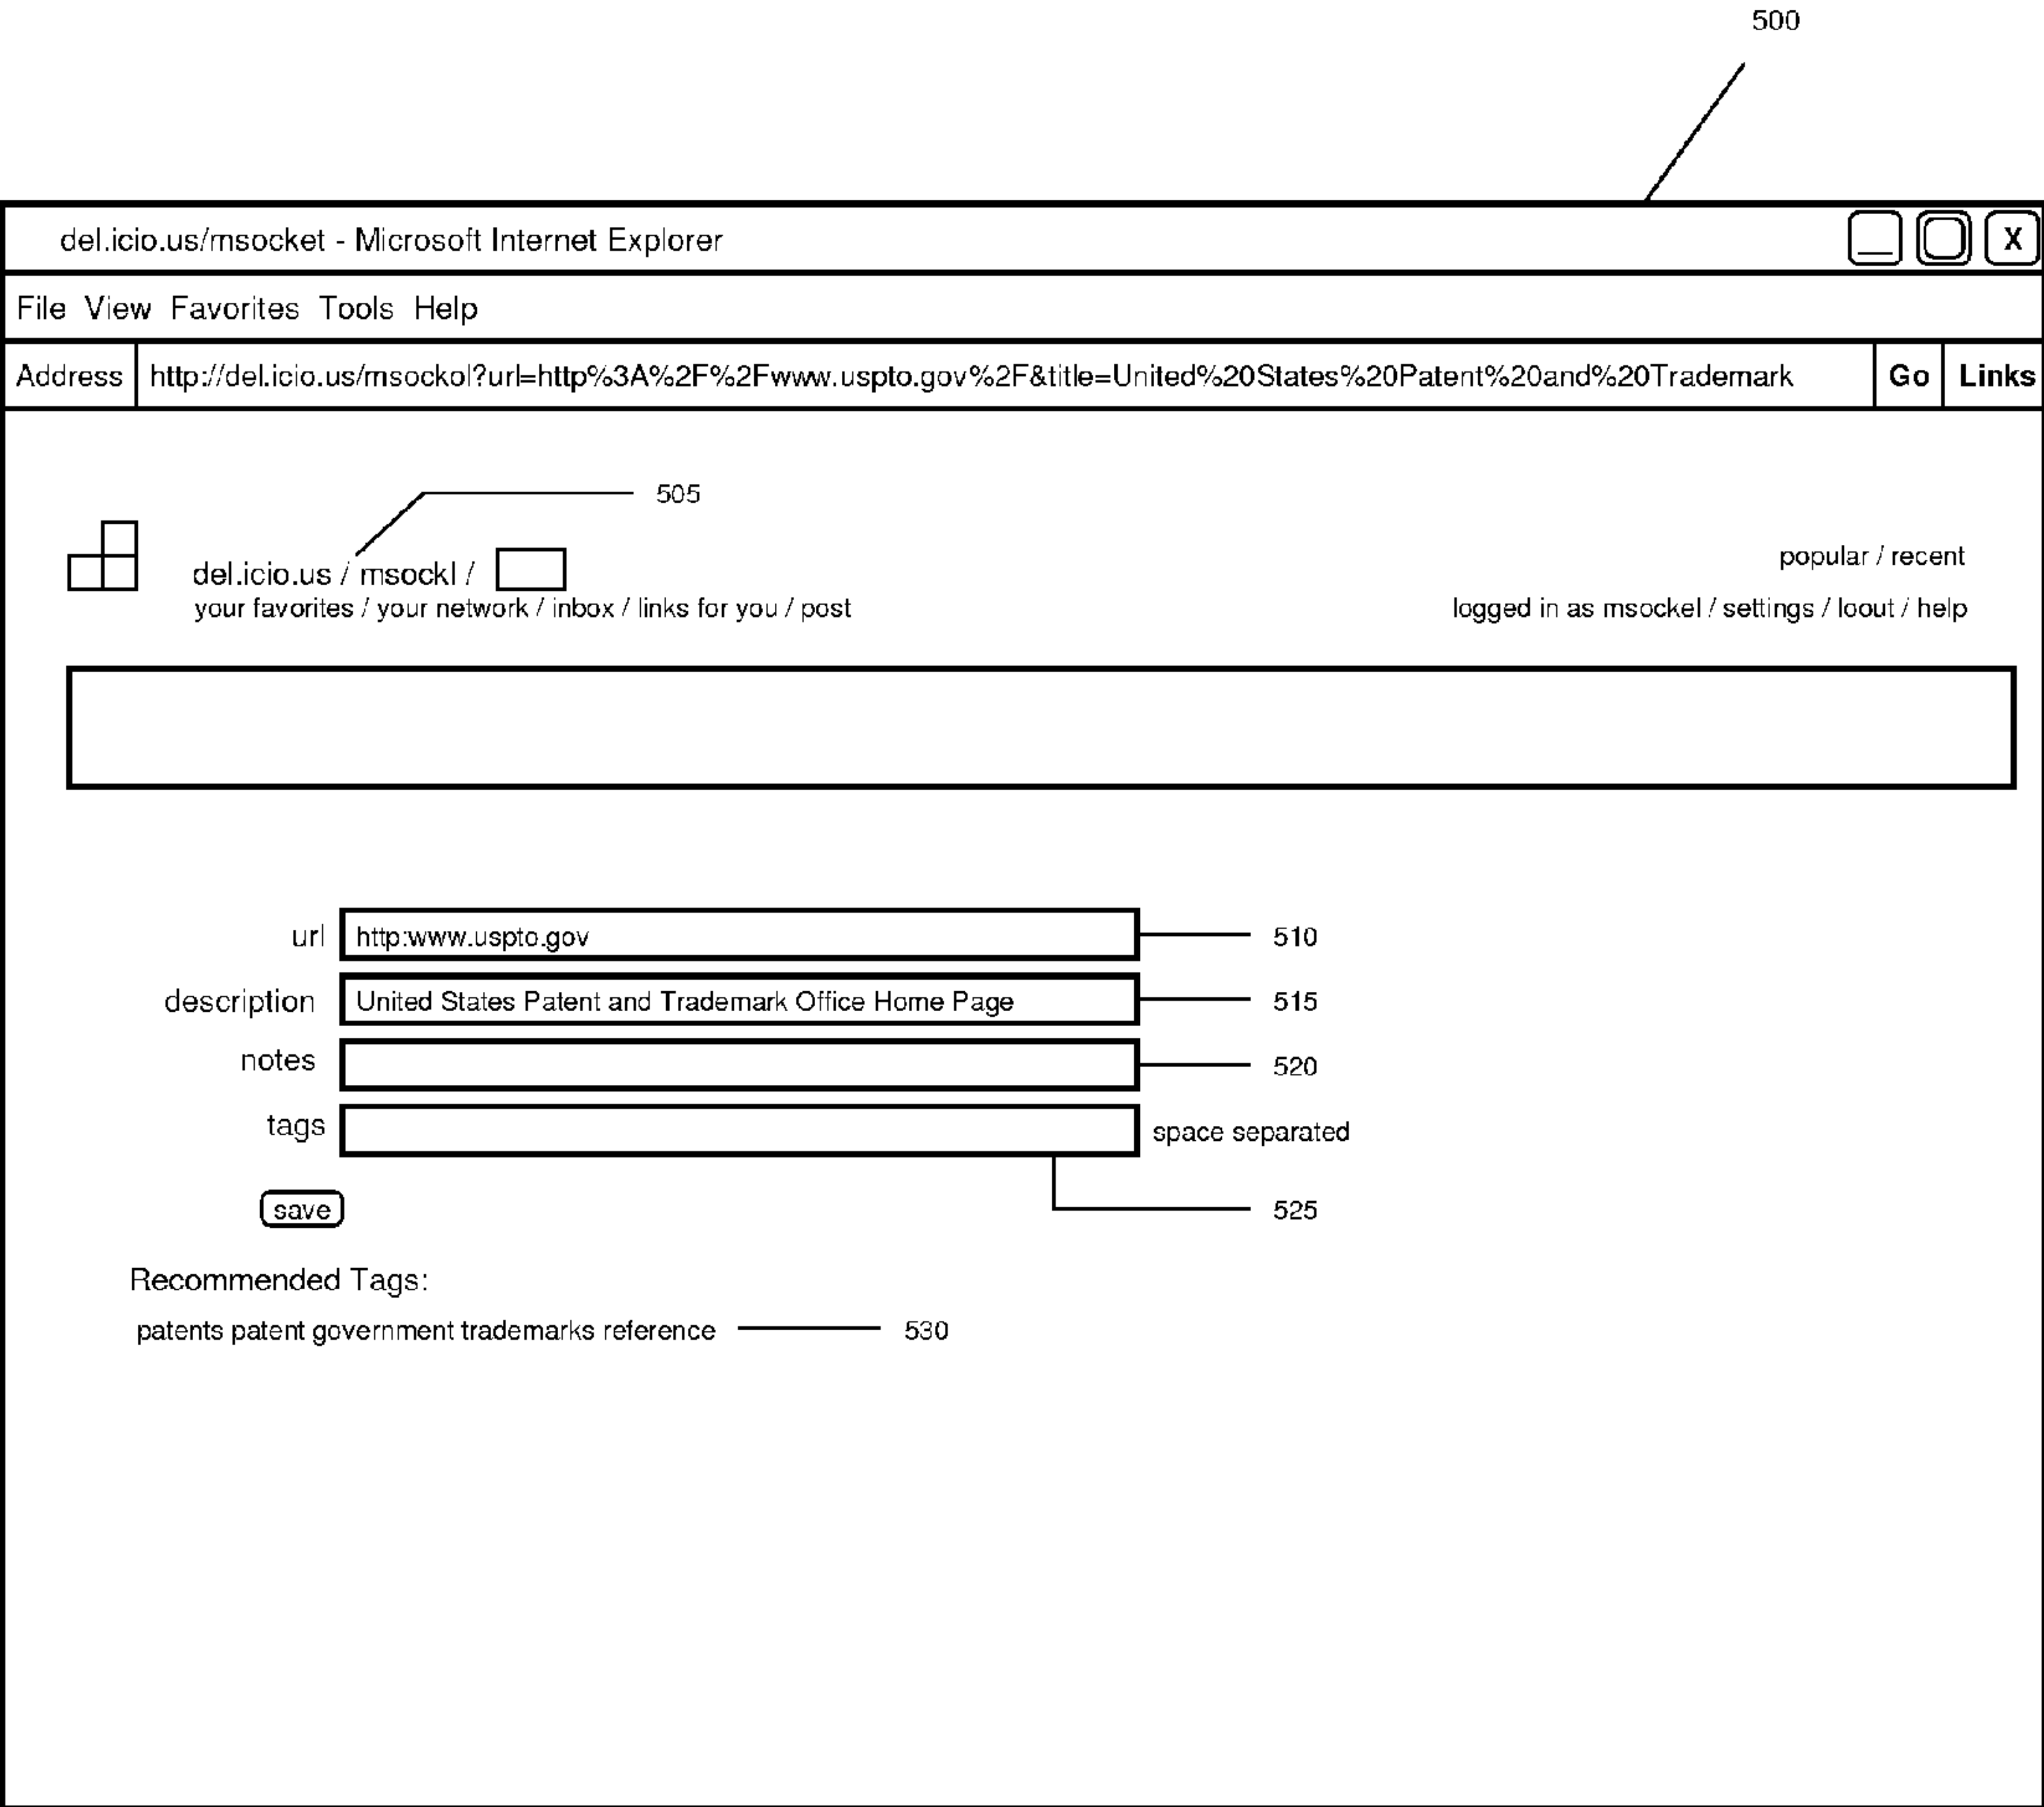 500
del.icio.us/msocket - Microsoft Internet Explorer
X
File View Favorites Tools Help
Address http://del.icio.us/msockol?url=http%3A%2F%2Fwww.uspto.gov%2F&title=United%20States%20Patent%20and%20Trademark Go Links
505
popular / recent
del.icio.us / msockl /
your favorites / your network / inbox / links for you / post
logged in as msockel / settings / loout / help
url http:www.uspto.gov 510
description United States Patent and Trademark Office Home Page 515
notes 520
tags space separated
save 525
Recommended Tags:
patents patent government trademarks reference 530